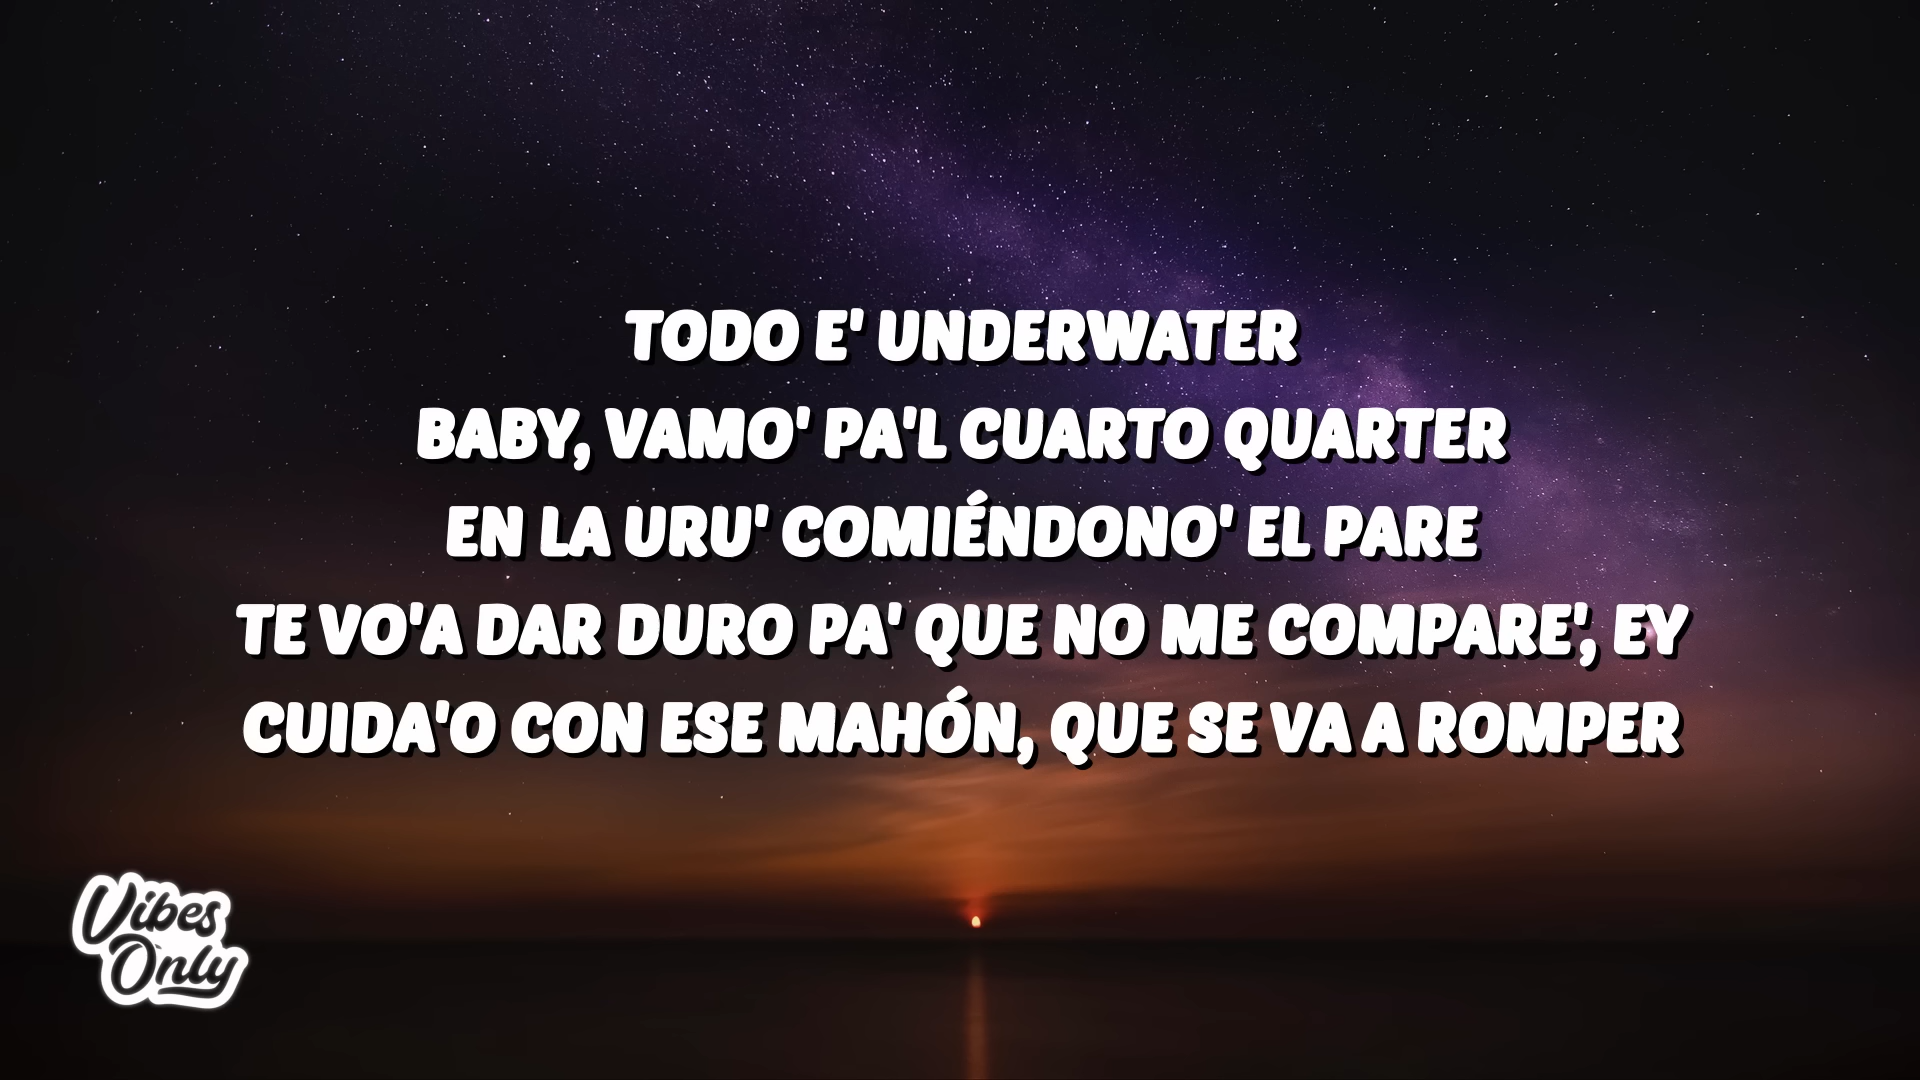 TODO E' UNDERWATER
BABY, VAMO' PA'L CUARTO QUARTER
EN LA URU' COMIÉNDONO' EL PARE
TE VO'A DAR DURO PA' QUE NO ME COMPARE', EY
CUIDA'O CON ESE MAHÓN, QUE SE VA A ROMPER
Vibes
Only